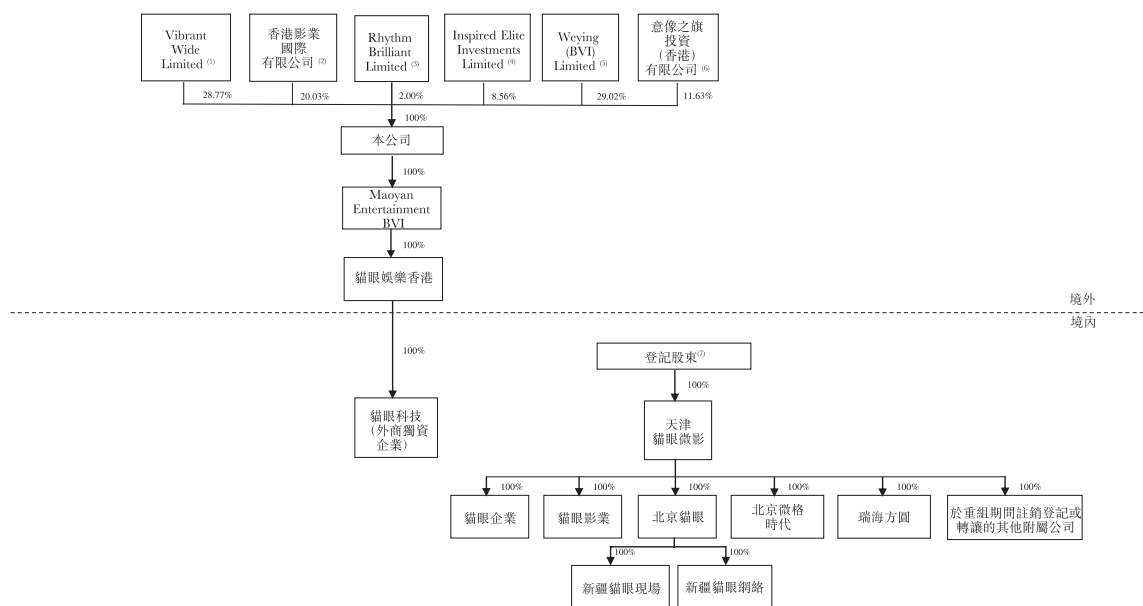 Vibrant
Wide
Limited (1)
香港影業
國際
有限公司 (2)
Rhythm
Brilliant
Limited (3)
Inspired Elite
Investments
Limited (4)
Weying
(BVI)
Limited (5)
意像之旗
投資
(香港)
有限公司 (6)
28.77%
20.03%
2.00%
8.56%
29.02%
11.63%
100%
本公司
100%
Maoyan
Entertainment
BVI
100%
貓眼娛樂香港
境外
境內
100%
登記股東(7)
100%
貓眼科技
(外商獨資
企業)
天津
貓眼微影
100%
100%
100%
100%
100%
100%
貓眼企業
貓眼影業
北京貓眼
北京微格
時代
瑞海方圓
於重組期間註銷登記或
轉讓的其他附屬公司
100%
100%
新疆貓眼現場
新疆貓眼網絡